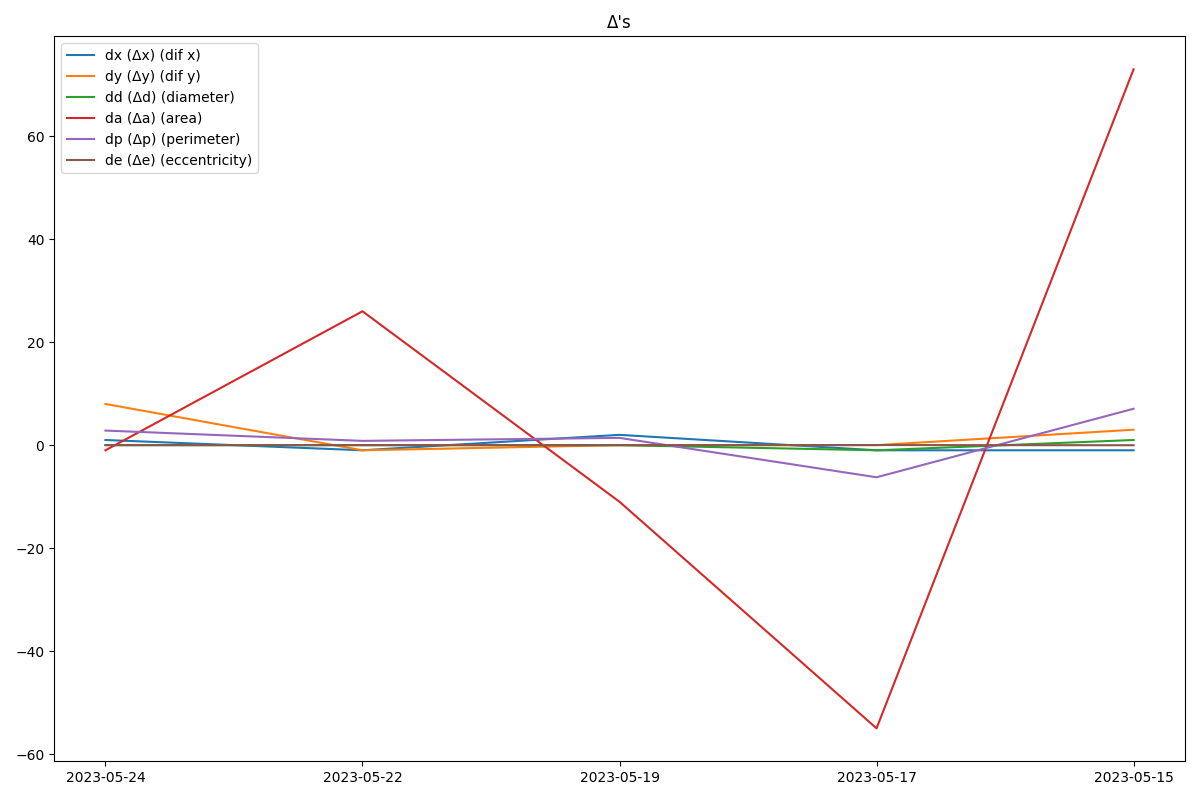 Δ's
dx (Δx) (dif x)
dy (Δy) (dif y)
dd (Δd) (diameter)
da (Δa) (area)
dp (Δp) (perimeter)
de (Δe) (eccentricity)
60
40
20
0
−20
−40
−60
2023-05-24 2023-05-22 2023-05-19 2023-05-17 2023-05-15